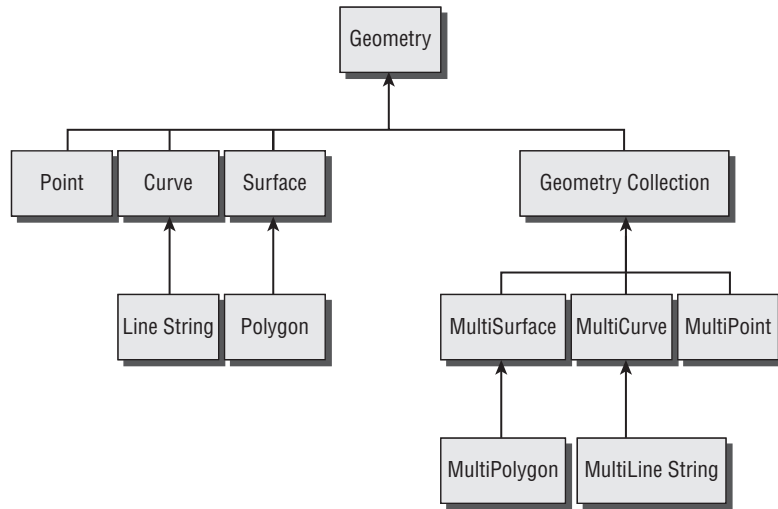 Geometry
Point
Curve
Surface
Geometry Collection
Line String
Polygon
MultiSurface
MultiCurve
MultiPoint
MultiPolygon
MultiLine String